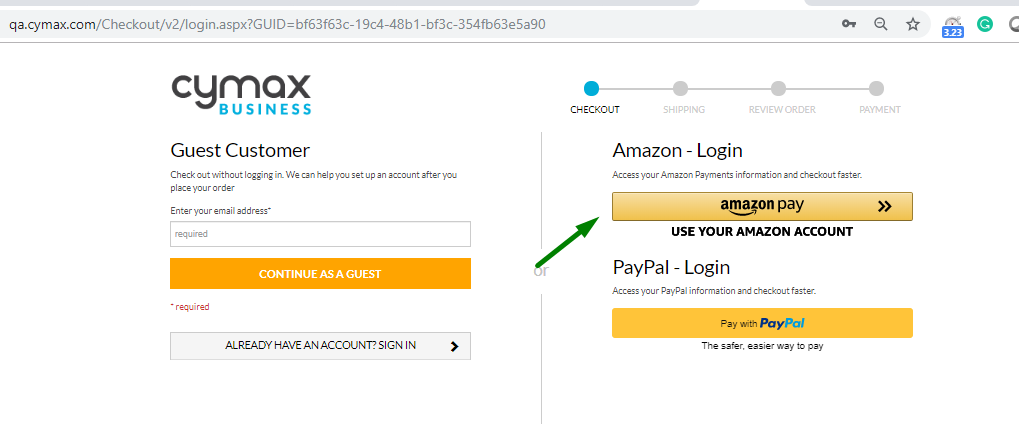 qa.cymax.com/Checkout/v2/login.aspx?GUID=bf63f63c-19c4-48b1-bf3c-354fb63e5a90
3.23
cymax
BUSINESS
CHECKOUT
SHIPPING
REVIEW ORDER
PAYMENT
Guest Customer
Check out without logging in. We can help you set up an account after you
place your order
Enter your email address*
required
CONTINUE AS A GUEST
* required
ALREADY HAVE AN ACCOUNT? SIGN IN
or
Amazon - Login
Access your Amazon Payments information and checkout faster.
amazon pay
USE YOUR AMAZON ACCOUNT
PayPal - Login
Access your PayPal information and checkout faster.
Pay with PayPal
The safer, easier way to pay